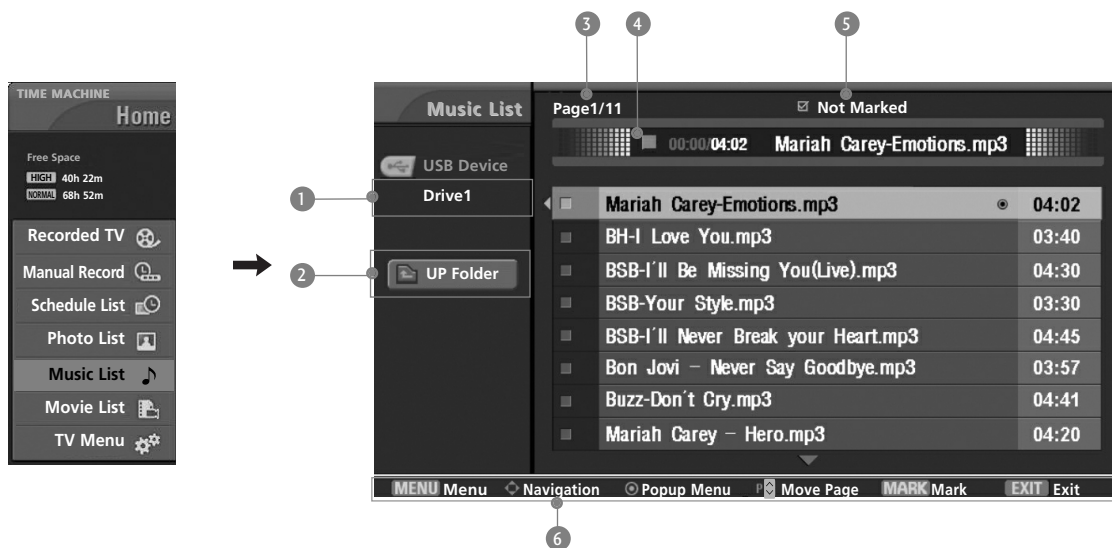 3
4
5
TIME MACHINE
Home
Free Space
HIGH 40h 22m
NORMAL 68h 52m
Recorded TV
Manual Record
Schedule List
Photo List
Music List
Movie List
TV Menu
1
2
Music List
USB Device
Drive1
UP Folder
Page1/11
Not Marked
00:00/04:02 Mariah Carey-Emotions.mp3
Mariah Carey-Emotions.mp3 04:02
BH-I Love You.mp3 03:40
BSB-I´ll Be Missing You(Live).mp3 04:30
BSB-Your Style.mp3 03:30
BSB-I´ll Never Break your Heart.mp3 04:45
Bon Jovi – Never Say Goodbye.mp3 03:57
Buzz-Don´t Cry.mp3 04:41
Mariah Carey – Hero.mp3 04:20
MENU Menu Navigation Popup Menu P Move Page MARK Mark EXIT Exit
6